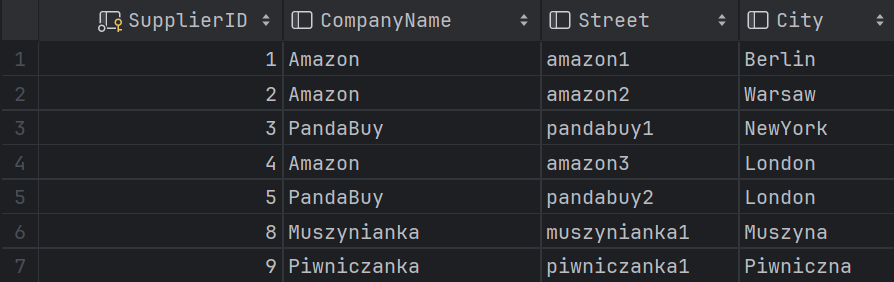 SupplierID CompanyName Street City
1 1 Amazon amazon1 Berlin
2 2 Amazon amazon2 Warsaw
3 3 PandaBuy pandabuy1 NewYork
4 4 Amazon amazon3 London
5 5 PandaBuy pandabuy2 London
6 8 Muszynianka muszynianka1 Muszyna
7 9 Piwniczanka piwniczanka1 Piwniczna